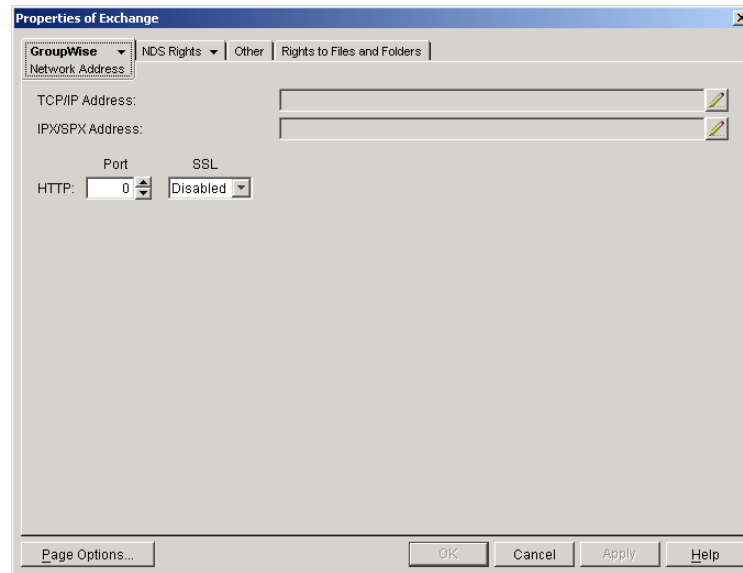 Properties of Exchange
GroupWise NDS Rights Other Rights to Files and Folders
Network Address
TCP/IP Address:
IPX/SPX Address:
Port SSL
HTTP: 0 Disabled
Page Options... OK Cancel Apply Help